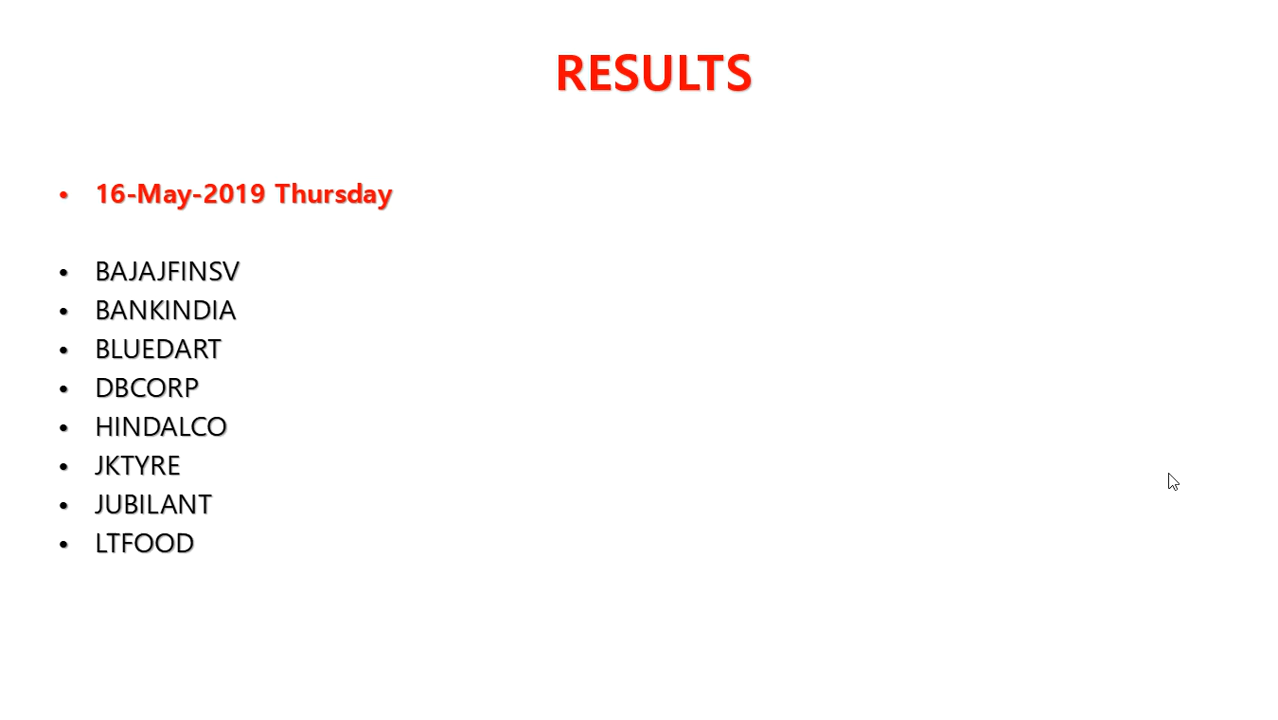 RESULTS
• 16-May-2019 Thursday
• BAJAJFINSV
• BANKINDIA
• BLUEDART
• DBCORP
• HINDALCO
• JKTYRE
• JUBILANT
• LTFOOD